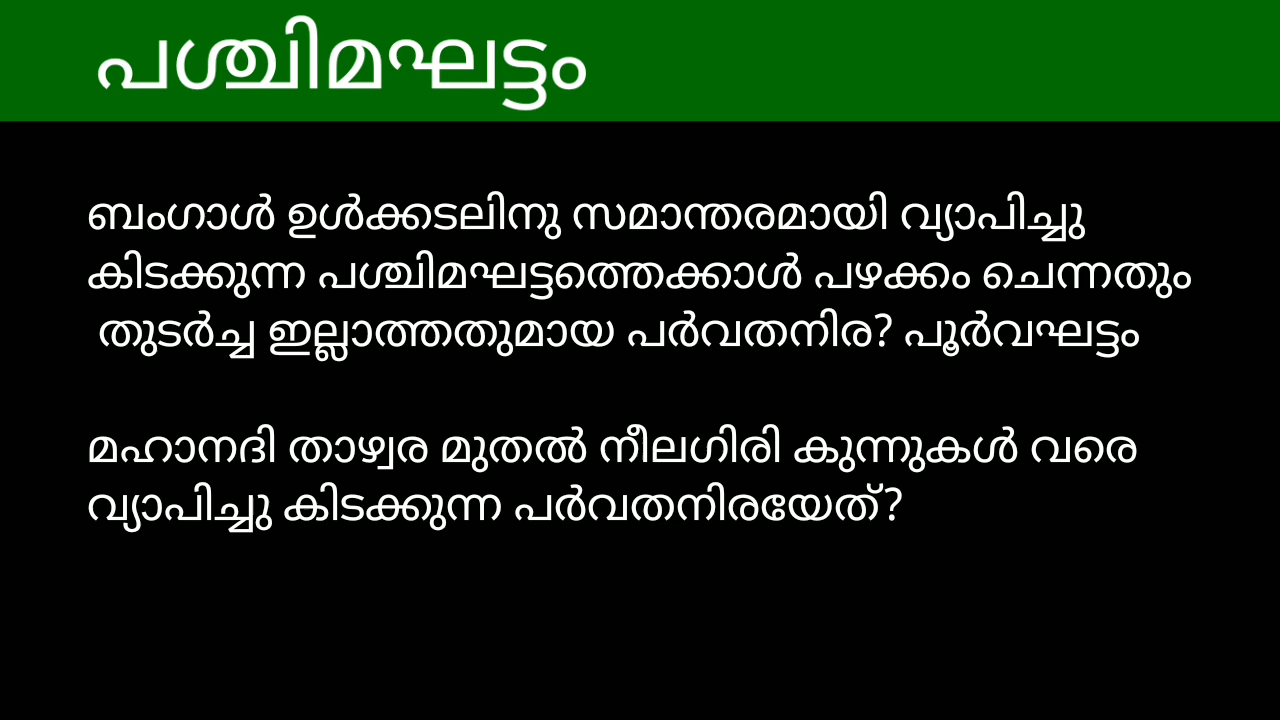 പശ്ചിമഘട്ടം
ബംഗാൾ ഉൾക്കടലിനു സമാന്തരമായി വ്യാപിച്ചു
കിടക്കുന്ന പശ്ചിമഘട്ടത്തെക്കാൾ പഴക്കം ചെന്നതും
തുടർച്ച ഇല്ലാത്തതുമായ പർവതനിര? പൂർവഘട്ടം
മഹാനദി താഴ്വര മുതൽ നീലഗിരി കുന്നുകൾ വരെ
വ്യാപിച്ചു കിടക്കുന്ന പർവതനിരയേത്?